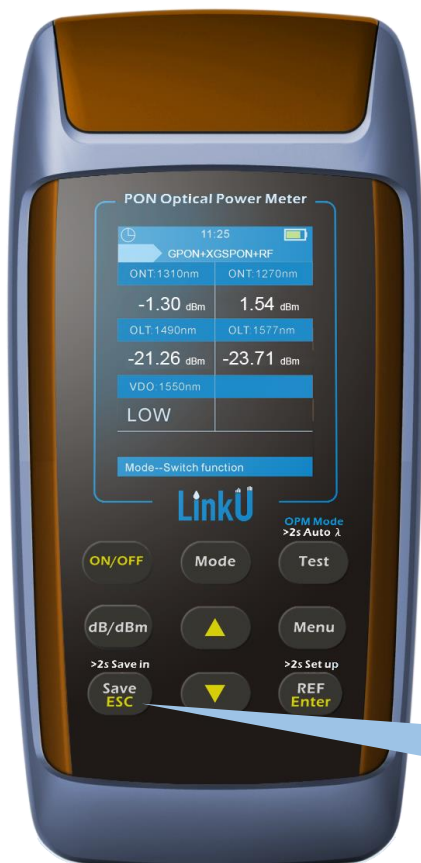 PON Optical Power Meter
11:25
GPON+XGSPON+RF
ONT:1310nm ONT:1270nm
-1.30 dBm 1.54 dBm
OLT:1490nm OLT:1577nm
-21.26 dBm -23.71 dBm
VDO:1550nm
LOW
Mode--Switch function
LinkU
OPM Mode
>2s Auto λ
ON/OFF Mode Test
dB/dBm Menu
>2s Save in >2s Set up
Save REF
ESC Enter